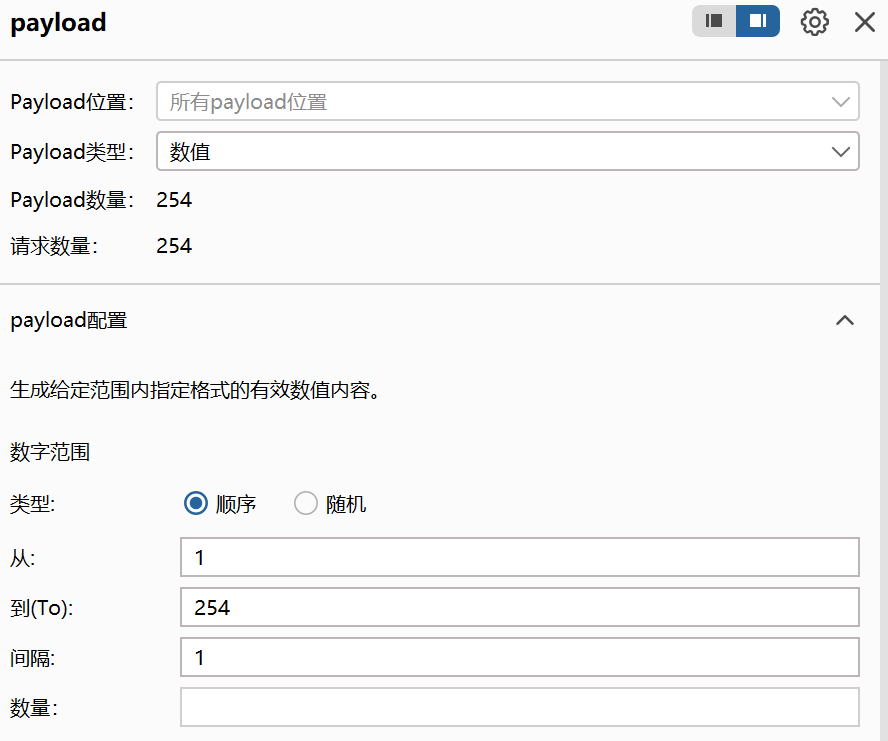 payload
Payload位置： 所有payload位置
Payload类型： 数值
Payload数量： 254
请求数量： 254
payload配置
生成给定范围内指定格式的有效数值内容。
数字范围
类型: 顺序 随机
从: 1
到(To): 254
间隔: 1
数量：